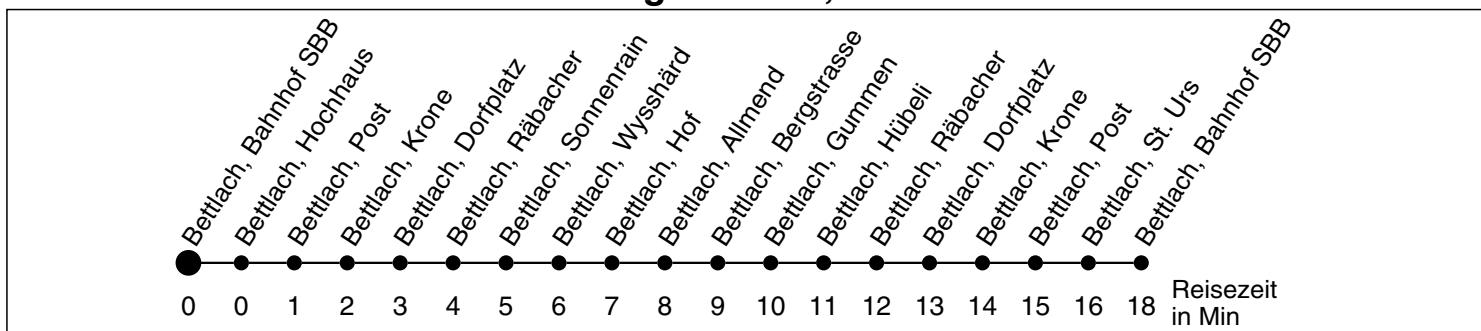 Bettlach, Bahnhof SBB
Bettlach, Hochhaus
Bettlach, Post
Bettlach, Krone
Bettlach, Dorfplatz
Bettlach, Räbacher
Bettlach, Sonnenrain
Bettlach, Wysshärd
Bettlach, Hof
Bettlach, Allmend
Bettlach, Bergstrasse
Bettlach, Gummen
Bettlach, Hübeli
Bettlach, Räbacher
Bettlach, Dorfplatz
Bettlach, Krone
Bettlach, Post
Bettlach, St. Urs
Bettlach, Bahnhof SBB
0 0 1 2 3 4 5 6 7 8 9 10 11 12 13 14 15 16 18 Reisezeit
in Min